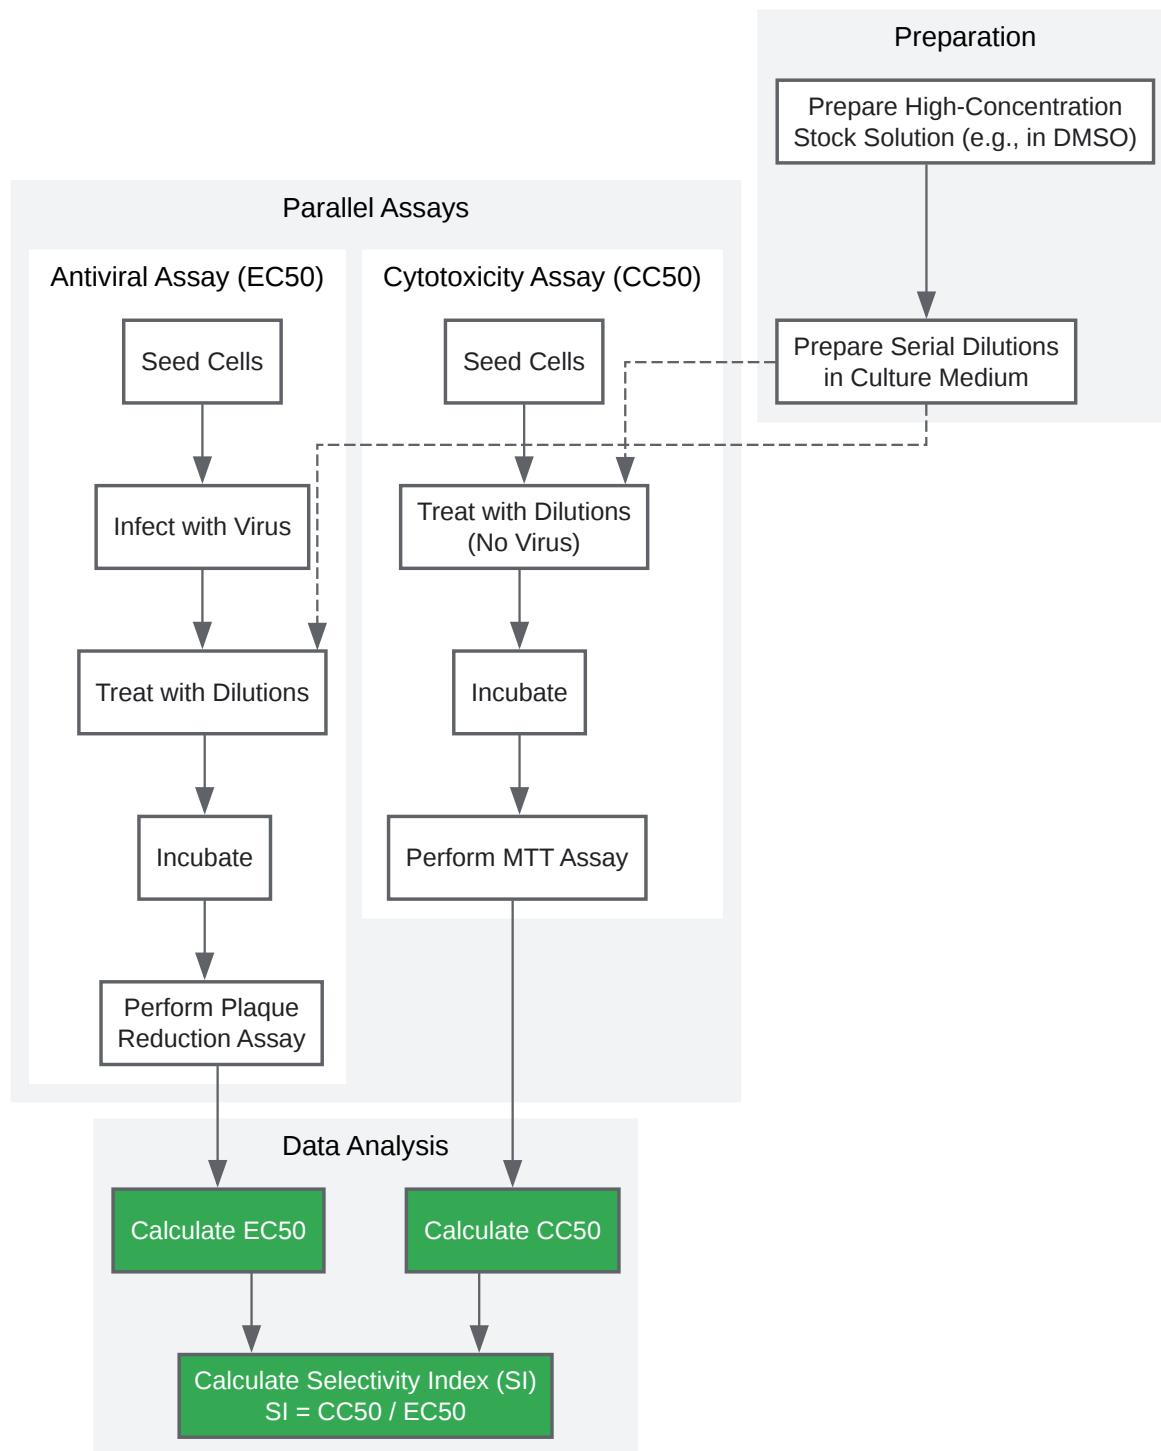 Preparation
Prepare High-Concentration
Stock Solution (e.g., in DMSO)
Prepare Serial Dilutions
in Culture Medium
Parallel Assays
Antiviral Assay (EC50)
Seed Cells
Infect with Virus
Treat with Dilutions
Incubate
Perform Plaque
Reduction Assay
Cytotoxicity Assay (CC50)
Seed Cells
Treat with Dilutions
(No Virus)
Incubate
Perform MTT Assay
Data Analysis
Calculate EC50
Calculate CC50
Calculate Selectivity Index (SI)
SI = CC50 / EC50